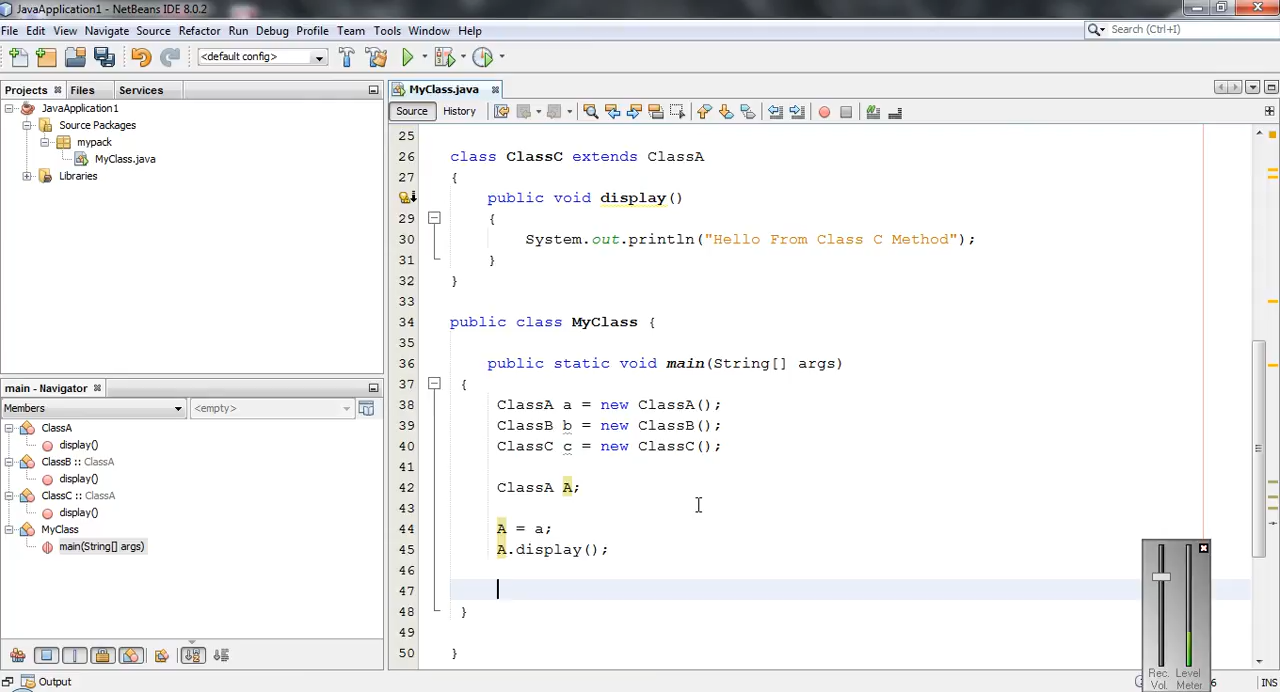 JavaApplication1 - NetBeans IDE 8.0.2
File Edit View Navigate Source Refactor Run Debug Profile Team Tools Window Help
Search (Ctrl+I)
<default config>
Projects Files Services
MyClass.java
JavaApplication1
Source Packages
mypack
MyClass.java
Libraries
Source History
25
26 class ClassC extends ClassA
27 {
public void display()
29 {
30 System.out.println("Hello From Class C Method");
31 }
32 }
33
34 public class MyClass {
35
36 public static void main(String[] args)
37 {
38 ClassA a = new ClassA();
39 ClassB b = new ClassB();
40 ClassC c = new ClassC();
41
42 ClassA A;
43
44 A = a;
45 A.display();
46
47
48 }
49
50 }
main - Navigator
Members <empty>
ClassA
display()
ClassB :: ClassA
display()
ClassC :: ClassA
display()
MyClass
main(String[] args)
Rec. Level
Vol. Meter
Output
6 INS